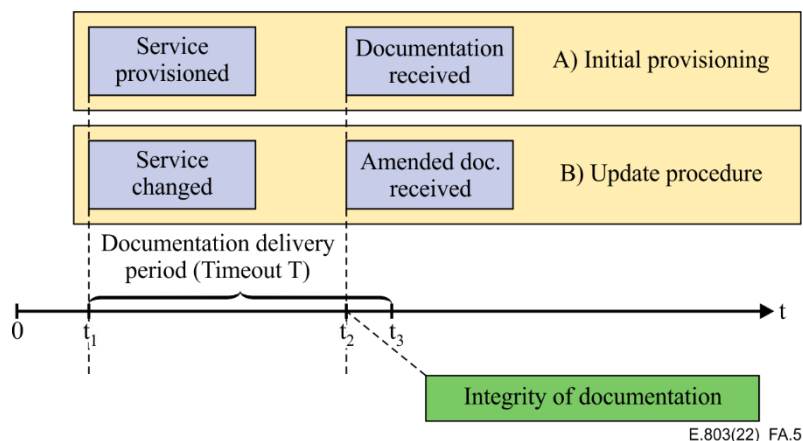 Service
provisioned
Documentation
received
A) Initial provisioning
Service
changed
Amended doc.
received
B) Update procedure
Documentation delivery
period (Timeout T)
0
t1
t2
t3
t
Integrity of documentation
E.803(22)_FA.5